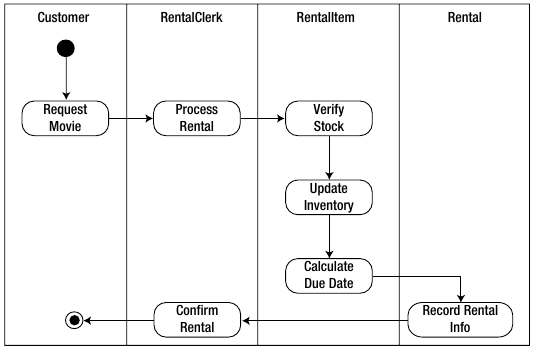 Customer
RentalClerk
RentalItem
Rental
Request
Movie
Process
Rental
Verify
Stock
Update
Inventory
Calculate
Due Date
Confirm
Rental
Record Rental
Info